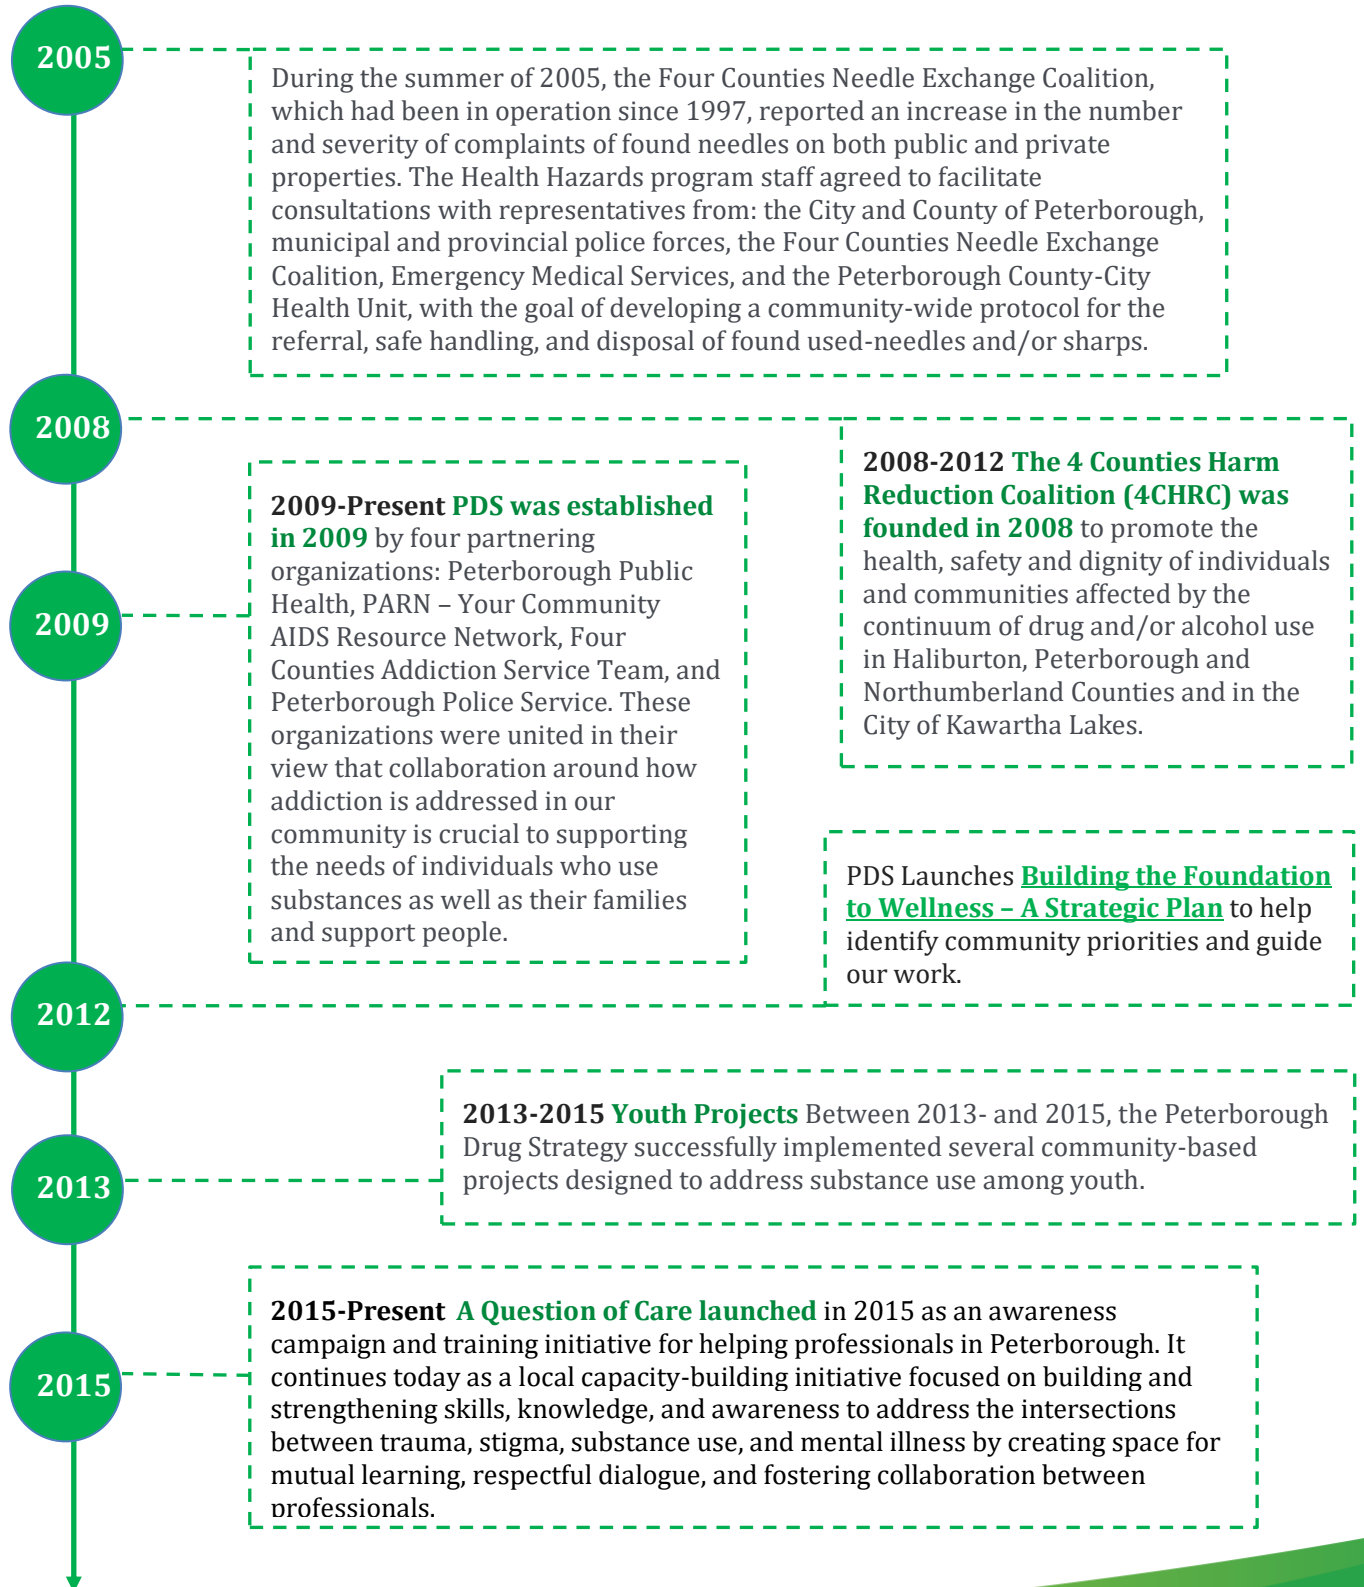 2005
During the summer of 2005, the Four Counties Needle Exchange Coalition,
which had been in operation since 1997, reported an increase in the number
and severity of complaints of found needles on both public and private
properties. The Health Hazards program staff agreed to facilitate
consultations with representatives from: the City and County of Peterborough,
municipal and provincial police forces, the Four Counties Needle Exchange
Coalition, Emergency Medical Services, and the Peterborough County-City
Health Unit, with the goal of developing a community-wide protocol for the
referral, safe handling, and disposal of found used-needles and/or sharps.
2008
2008-2012 The 4 Counties Harm
Reduction Coalition (4CHRC) was
founded in 2008 to promote the
health, safety and dignity of individuals
and communities affected by the
continuum of drug and/or alcohol use
in Haliburton, Peterborough and
Northumberland Counties and in the
City of Kawartha Lakes.
2009
2009-Present PDS was established
in 2009 by four partnering
organizations: Peterborough Public
Health, PARN – Your Community
AIDS Resource Network, Four
Counties Addiction Service Team, and
Peterborough Police Service. These
organizations were united in their
view that collaboration around how
addiction is addressed in our
community is crucial to supporting
the needs of individuals who use
substances as well as their families
and support people.
2012
PDS Launches Building the Foundation
to Wellness – A Strategic Plan to help
identify community priorities and guide
our work.
2013
2013-2015 Youth Projects Between 2013- and 2015, the Peterborough
Drug Strategy successfully implemented several community-based
projects designed to address substance use among youth.
2015
2015-Present A Question of Care launched in 2015 as an awareness
campaign and training initiative for helping professionals in Peterborough. It
continues today as a local capacity-building initiative focused on building and
strengthening skills, knowledge, and awareness to address the intersections
between trauma, stigma, substance use, and mental illness by creating space for
mutual learning, respectful dialogue, and fostering collaboration between
professionals.